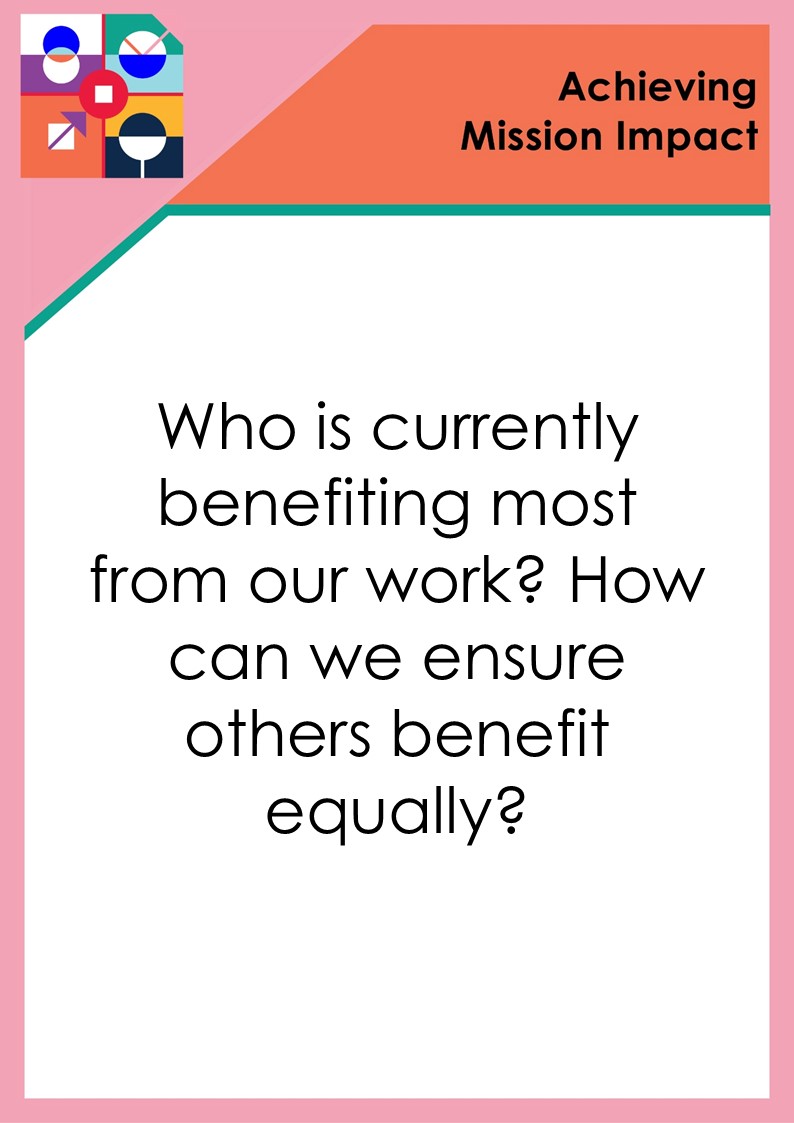 Achieving
Mission Impact
Who is currently
benefiting most
from our work? How
can we ensure
others benefit
equally?